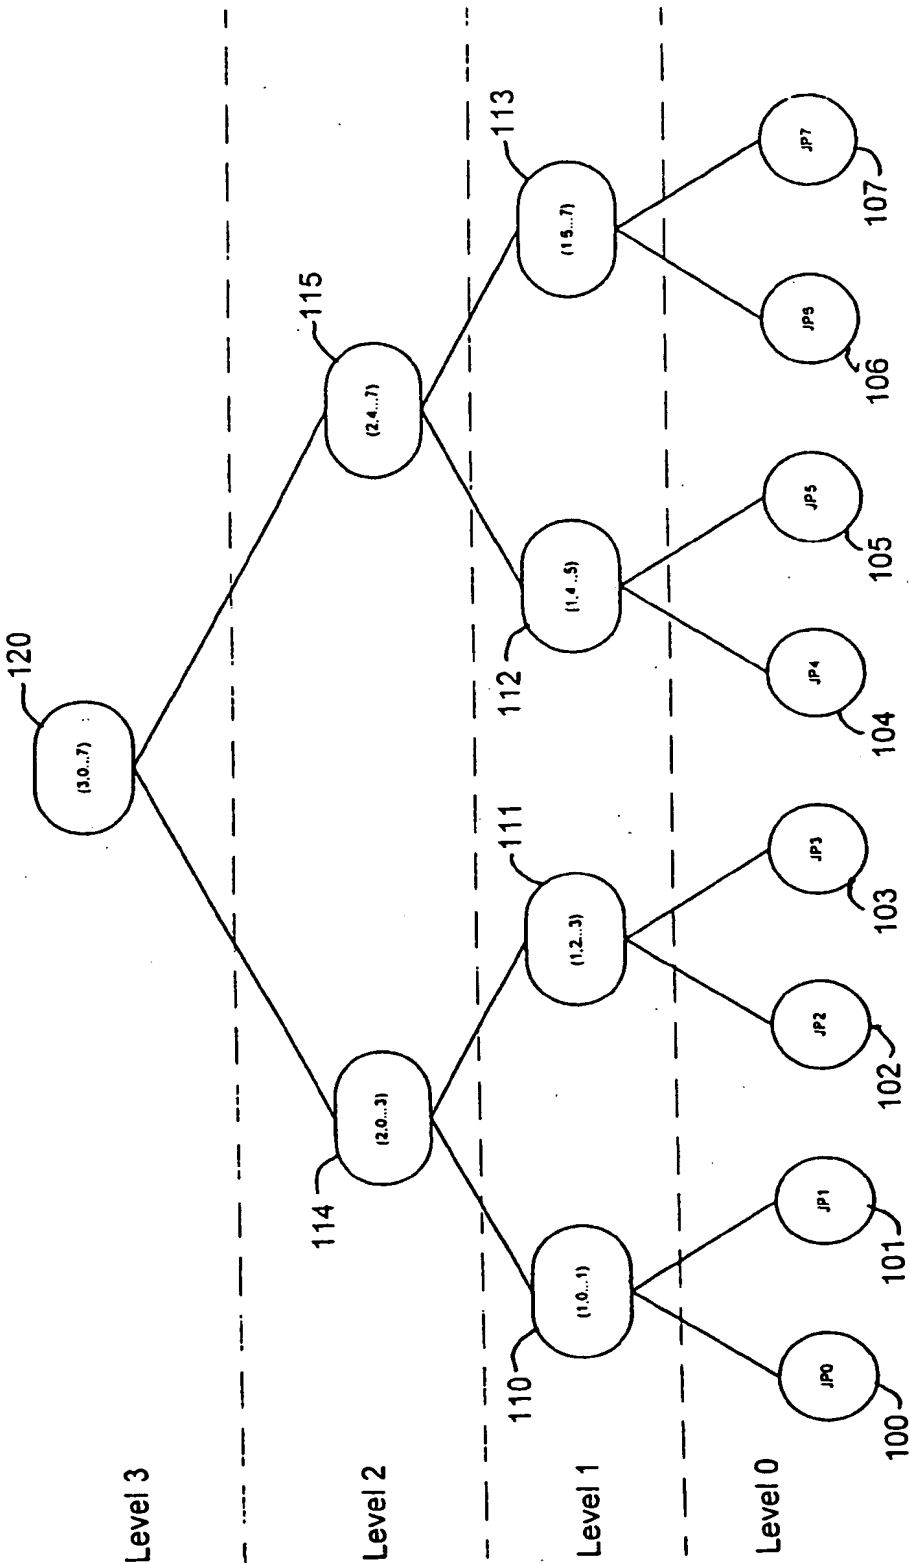 Level 3
120
(3,0...7)
Level 2
114
(2,0...3)
115
(2,4...7)
Level 1
110
(1,0...1)
111
(1,2...3)
112
(1,4...5)
113
(1,6...7)
Level 0
JP0
JP1
JP2
JP3
JP4
JP5
JP6
JP7
100
101
102
103
104
105
106
107